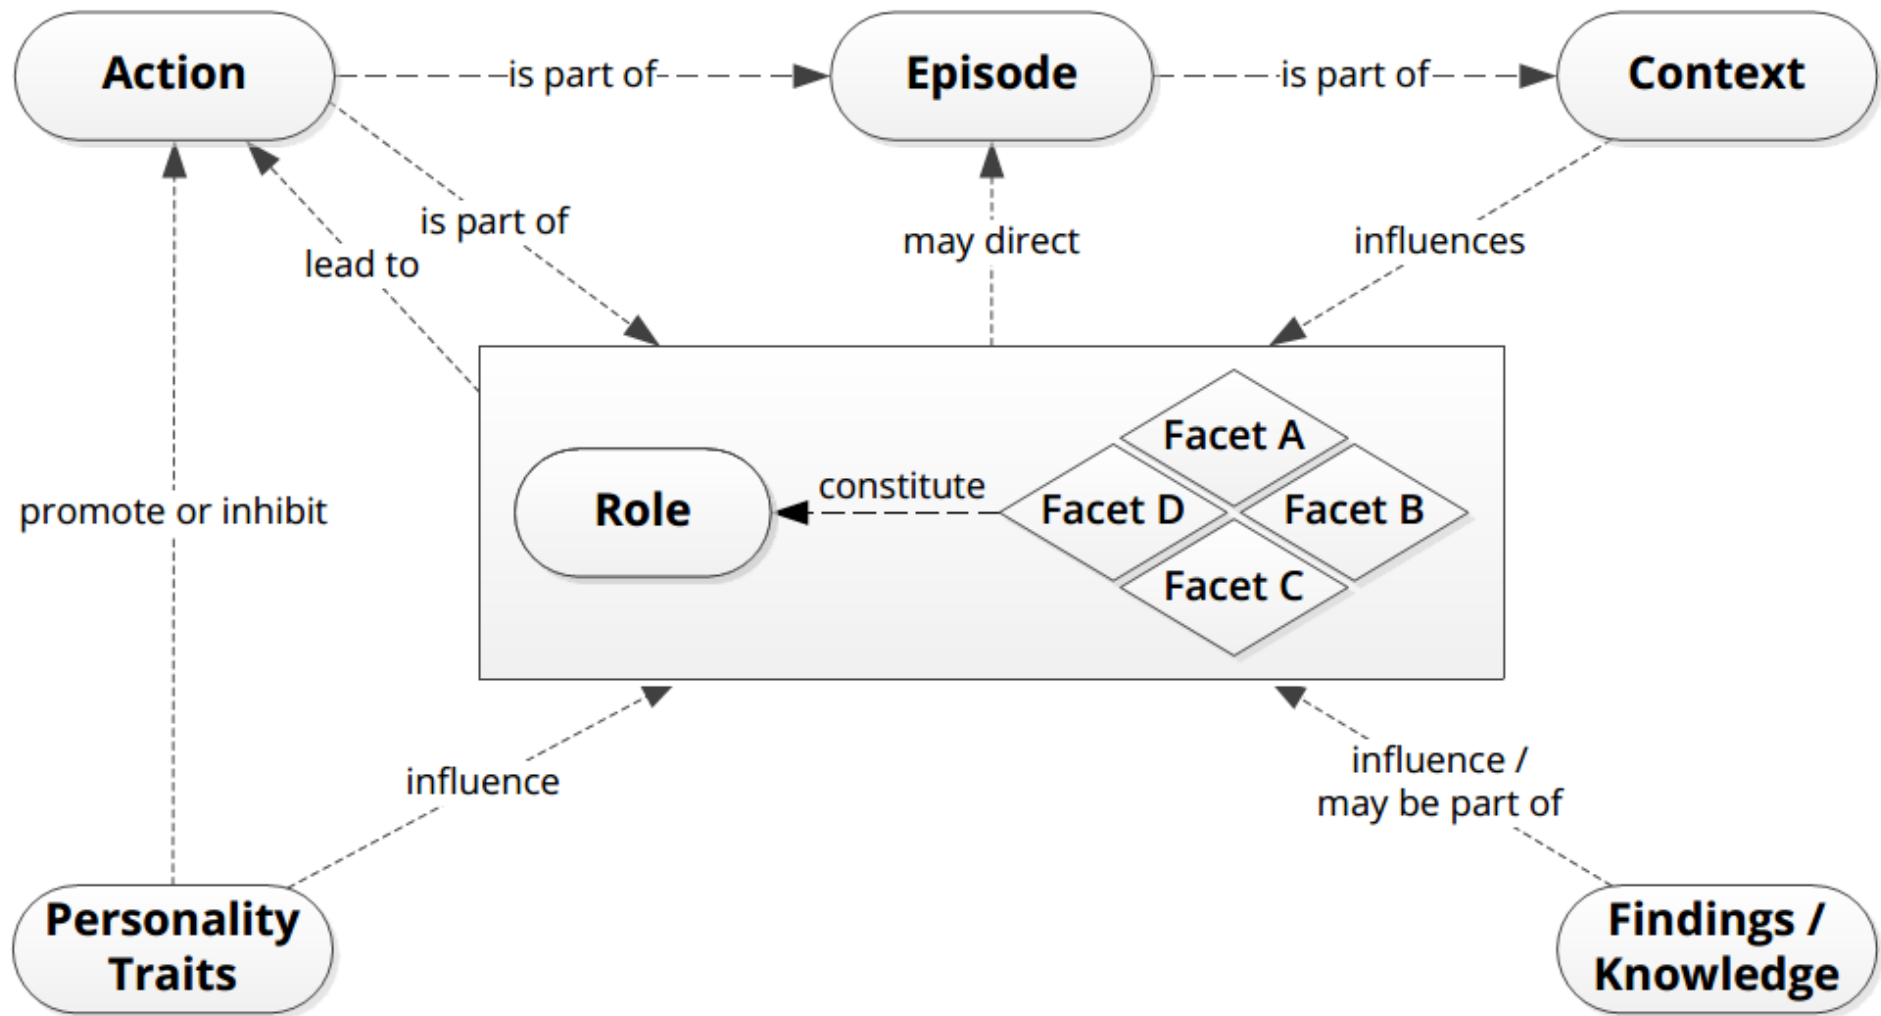 Action
is part of
Episode
is part of
Context
is part of
lead to
may direct
influences
Facet A
constitute
Role
Facet D
Facet B
Facet C
promote or inhibit
influence
influence /
may be part of
Personality
Traits
Findings /
Knowledge